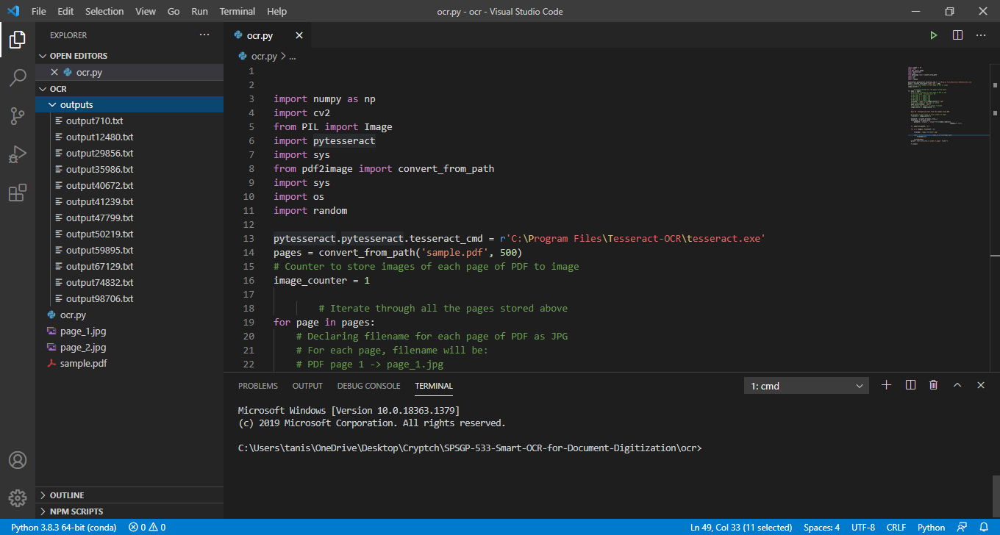 File Edit Selection View Go Run Terminal Help
ocr.py - ocr - Visual Studio Code
EXPLORER
OPEN EDITORS
ocr.py
OCR
outputs
output710.txt
output12480.txt
output29856.txt
output35986.txt
output40672.txt
output41239.txt
output47799.txt
output50219.txt
output59895.txt
output67129.txt
output74832.txt
output98706.txt
ocr.py
page_1.jpg
page_2.jpg
sample.pdf
OUTLINE
NPM SCRIPTS
ocr.py
ocr.py > ...
1
2
3 import numpy as np
4 import cv2
5 from PIL import Image
6 import pytesseract
7 import sys
8 from pdf2image import convert_from_path
9 import sys
10 import os
11 import random
12
13 pytesseract.pytesseract.tesseract_cmd = r'C:\Program Files\Tesseract-OCR\tesseract.exe'
14 pages = convert_from_path('sample.pdf', 500)
15 # Counter to store images of each page of PDF to image
16 image_counter = 1
17
18 # Iterate through all the pages stored above
19 for page in pages:
20 # Declaring filename for each page of PDF as JPG
21 # For each page, filename will be:
22 # PDF page 1 -> page_1.jpg
PROBLEMS OUTPUT DEBUG CONSOLE TERMINAL
1: cmd
Microsoft Windows [Version 10.0.18363.1379]
(c) 2019 Microsoft Corporation. All rights reserved.
C:\Users\tanis\OneDrive\Desktop\Cryptch\SPSGP-533-Smart-OCR-for-Document-Digitization\ocr>
Python 3.8.3 64-bit (conda) 0 0
Ln 49, Col 33 (11 selected) Spaces: 4 UTF-8 CRLF Python